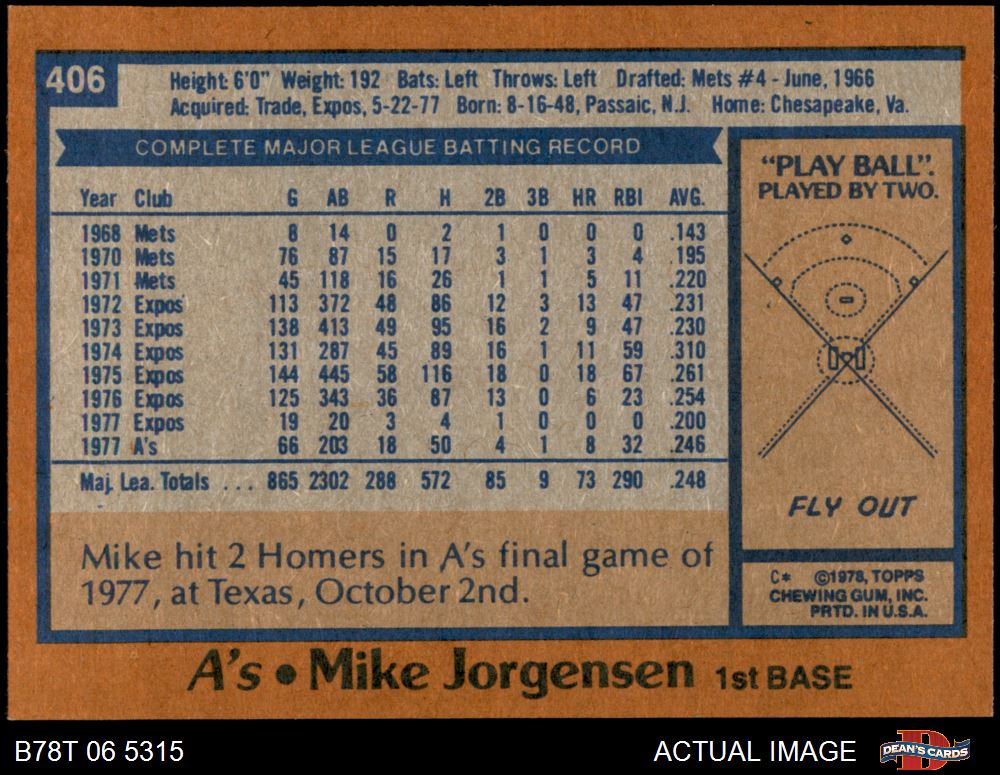 406
Height: 6'0" Weight: 192 Bats: Left Throws: Left Drafted: Mets #4 - June, 1966
Acquired: Trade, Expos, 5-22-77 Born: 8-16-48, Passaic, N.J. Home: Chesapeake, Va.
COMPLETE MAJOR LEAGUE BATTING RECORD
Year Club G AB R H 2B 3B HR RBI AVG.
1968 Mets 8 14 0 2 1 0 0 0 .143
1970 Mets 76 87 15 17 3 1 3 4 .195
1971 Mets 45 118 16 26 1 1 5 11 .220
1972 Expos 113 372 48 86 12 3 13 47 .231
1973 Expos 138 413 49 95 16 2 9 47 .230
1974 Expos 131 287 45 89 16 1 11 59 .310
1975 Expos 144 445 58 116 18 0 18 67 .261
1976 Expos 125 343 36 87 13 0 6 23 .254
1977 Expos 19 20 3 4 1 0 0 0 .200
1977 A's 66 203 18 50 4 1 8 32 .246
Maj. Lea. Totals ... 865 2302 288 572 85 9 73 290 .248
Mike hit 2 Homers in A's final game of
1977, at Texas, October 2nd.
"PLAY BALL".
PLAYED BY TWO.
FLY OUT
C* ©1978, TOPPS
CHEWING GUM, INC.
PRTD. IN U.S.A.
A's • Mike Jorgensen 1st BASE
B78T 06 5315
ACTUAL IMAGE
D
DEAN'S CARDS